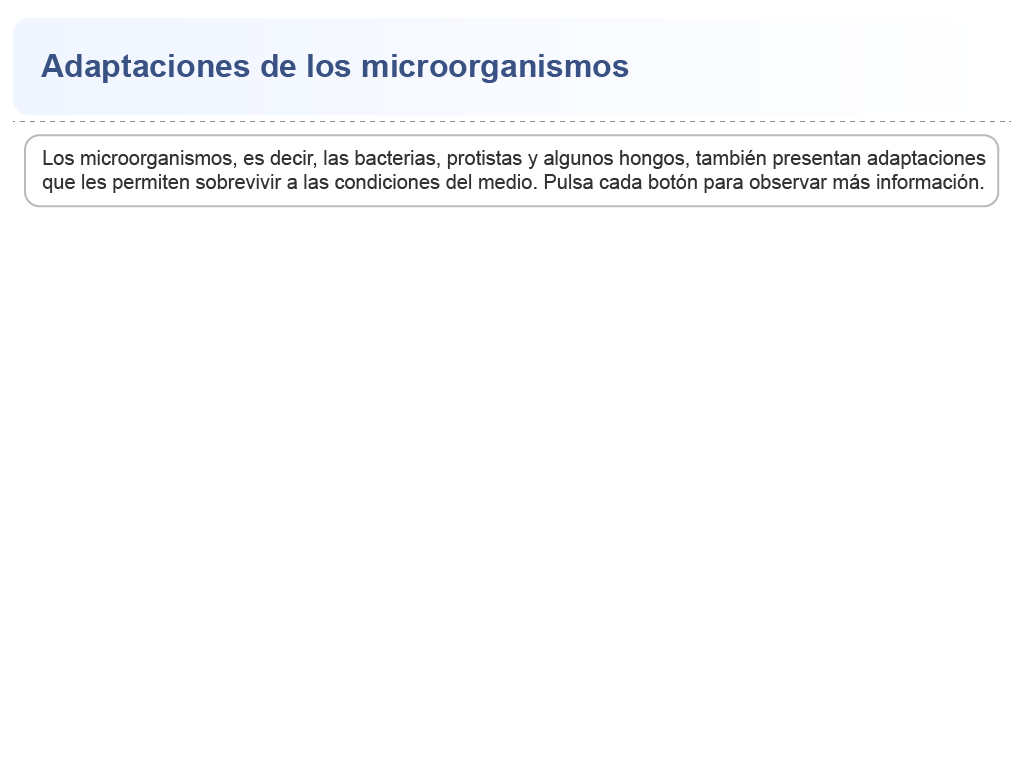 Adaptaciones de los microorganismos
Los microorganismos, es decir, las bacterias, protistas y algunos hongos, también presentan adaptaciones
que les permiten sobrevivir a las condiciones del medio. Pulsa cada botón para observar más información.